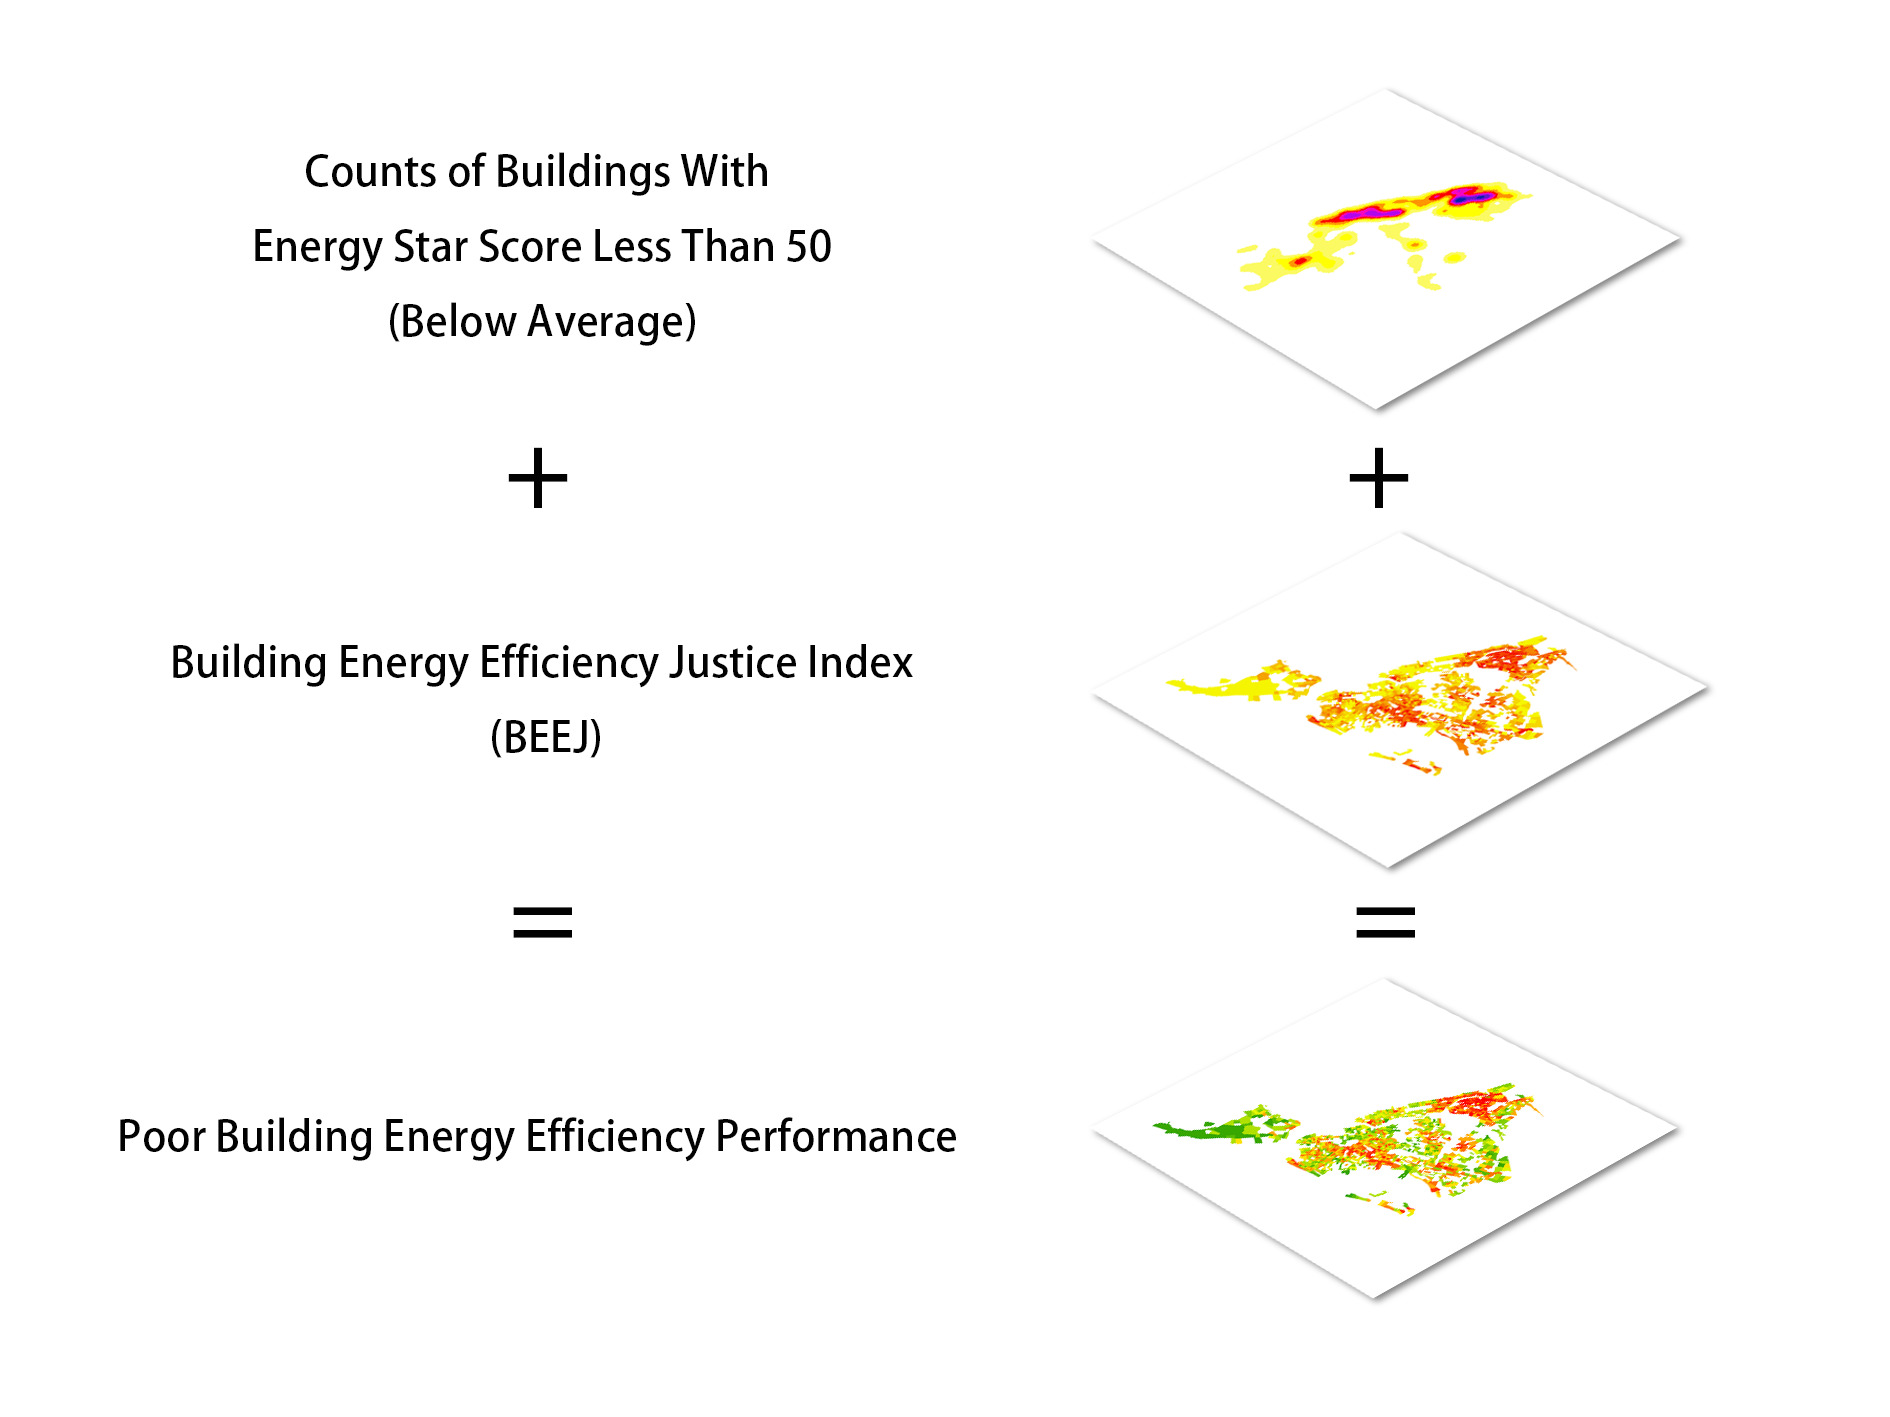 Counts of Buildings With
Energy Star Score Less Than 50
(Below Average)
+ +
Building Energy Efficiency Justice Index
(BEEJ)
= =
Poor Building Energy Efficiency Performance